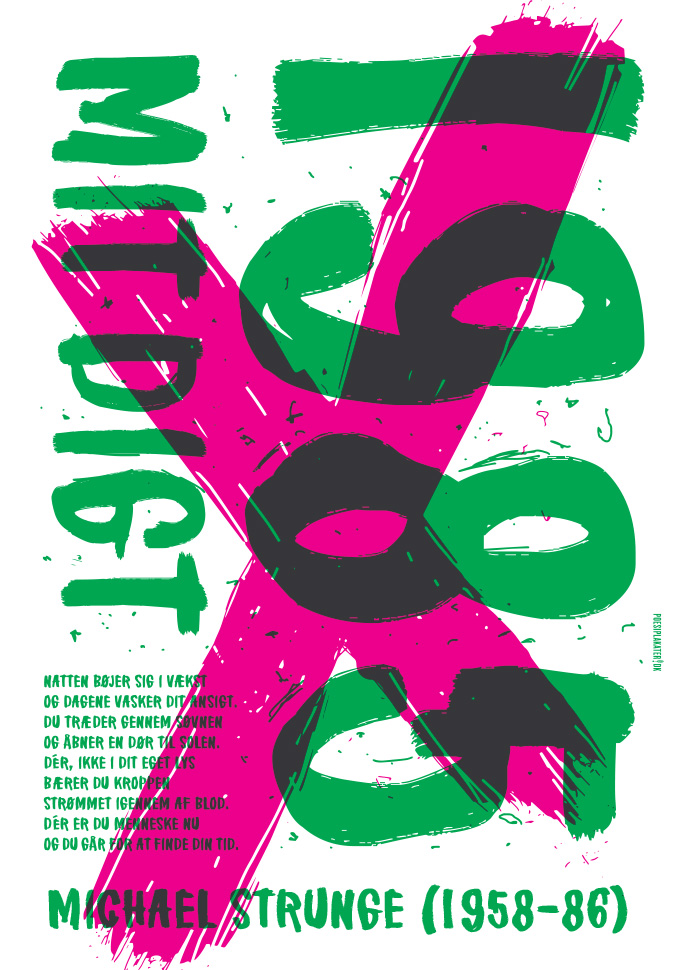 1985
MIT DIGT
NATTEN BØJER SIG I VÆKST
OG DAGENE VASKER DIT ANSIGT.
DU TRÆDER GENNEM SØVNEN
OG ÅBNER EN DØR TIL SOLEN.
DÉR, IKKE I DIT EGET LYS
BÆRER DU KROPPEN
STRØMMET IGENNEM AF BLOD.
DÉR ER DU MENNESKE NU
OG DU GÅR FOR AT FINDE DIN TID.
MICHAEL STRUNGE (1958-86)
POESIPLAKATER.DK